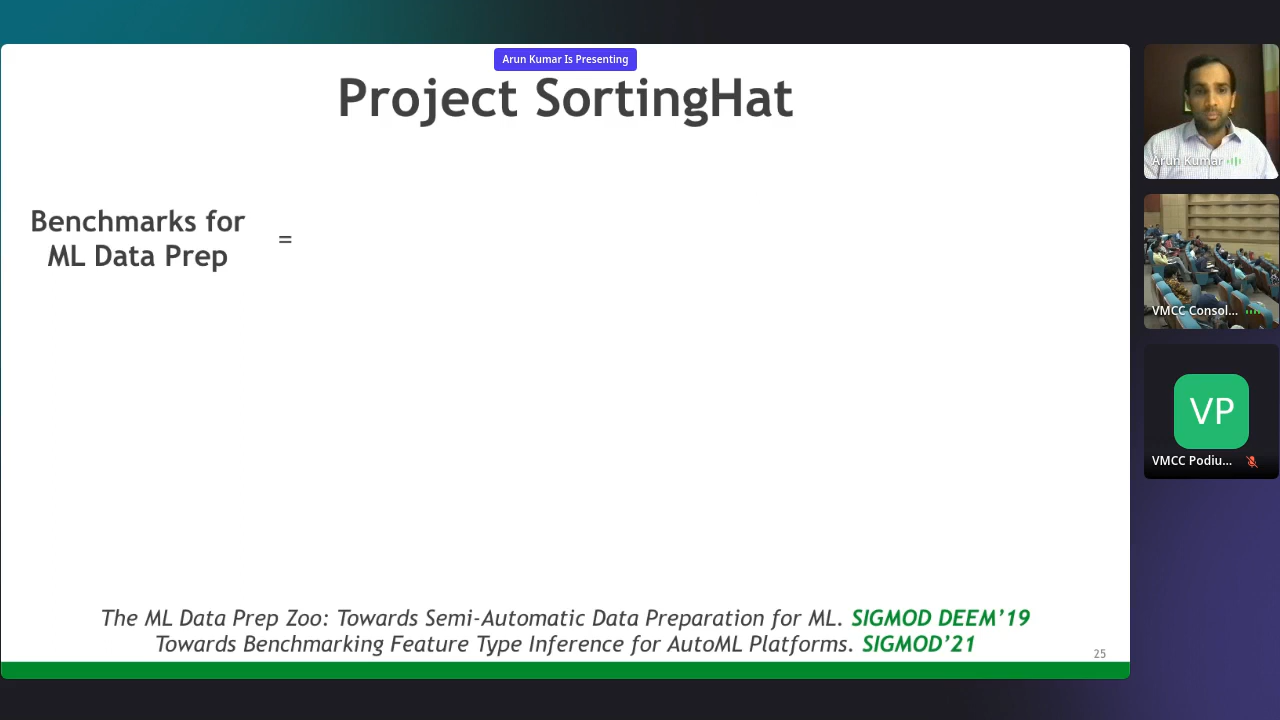 Arun Kumar Is Presenting
Project SortingHat
Benchmarks for
ML Data Prep
=
The ML Data Prep Zoo: Towards Semi-Automatic Data Preparation for ML. SIGMOD DEEM'19
Towards Benchmarking Feature Type Inference for AutoML Platforms. SIGMOD'21
25
Arun Kumar
VMCC Consol...
VP
VMCC Podiu...